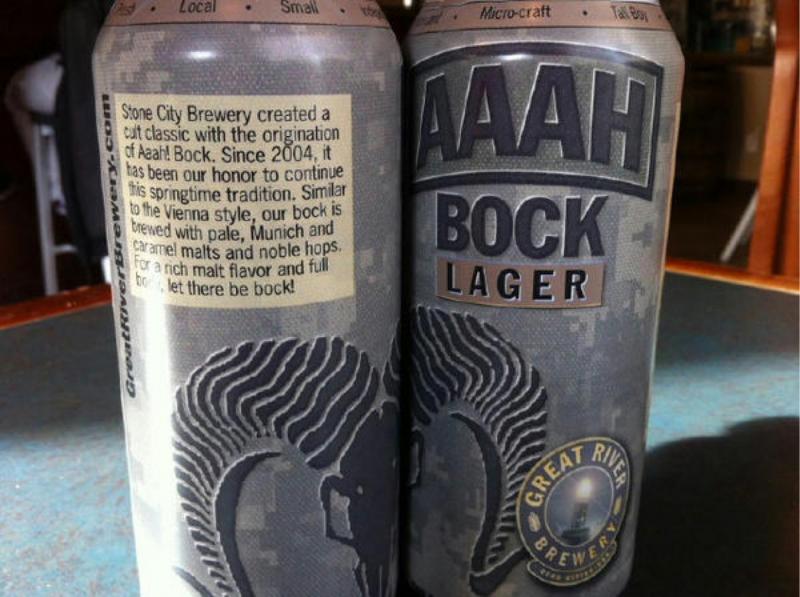 Local • Small •
Stone City Brewery created a
cult classic with the origination
of Aaah! Bock. Since 2004, it
has been our honor to continue
this springtime tradition. Similar
to the Vienna style, our bock is
brewed with pale, Munich and
caramel malts and noble hops.
For a rich malt flavor and full
body, let there be bock!
GreatRiverBrewery.com
• Micro-craft • Tall Boy
AAAH
BOCK
LAGER
GREAT RIVER
BREWERY